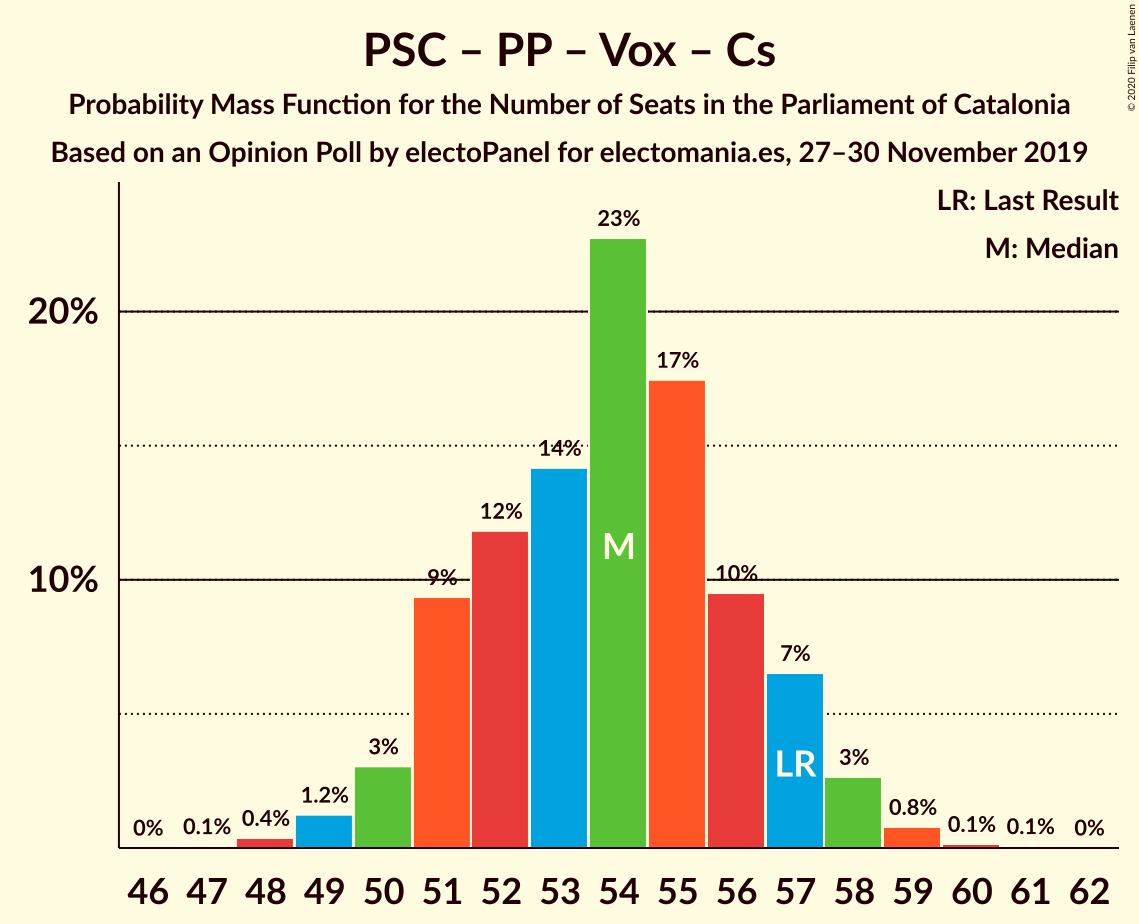 PSC – PP – Vox – Cs
Probability Mass Function for the Number of Seats in the Parliament of Catalonia
Based on an Opinion Poll by electoPanel for electomania.es, 27–30 November 2019
© 2020 Filip van Laenen
LR: Last Result
M: Median
20%
10%
0%
0.1%
0.4%
1.2%
3%
9%
12%
14%
23%
17%
10%
7%
3%
0.8%
0.1%
0.1%
0%
M
LR
46 47 48 49 50 51 52 53 54 55 56 57 58 59 60 61 62